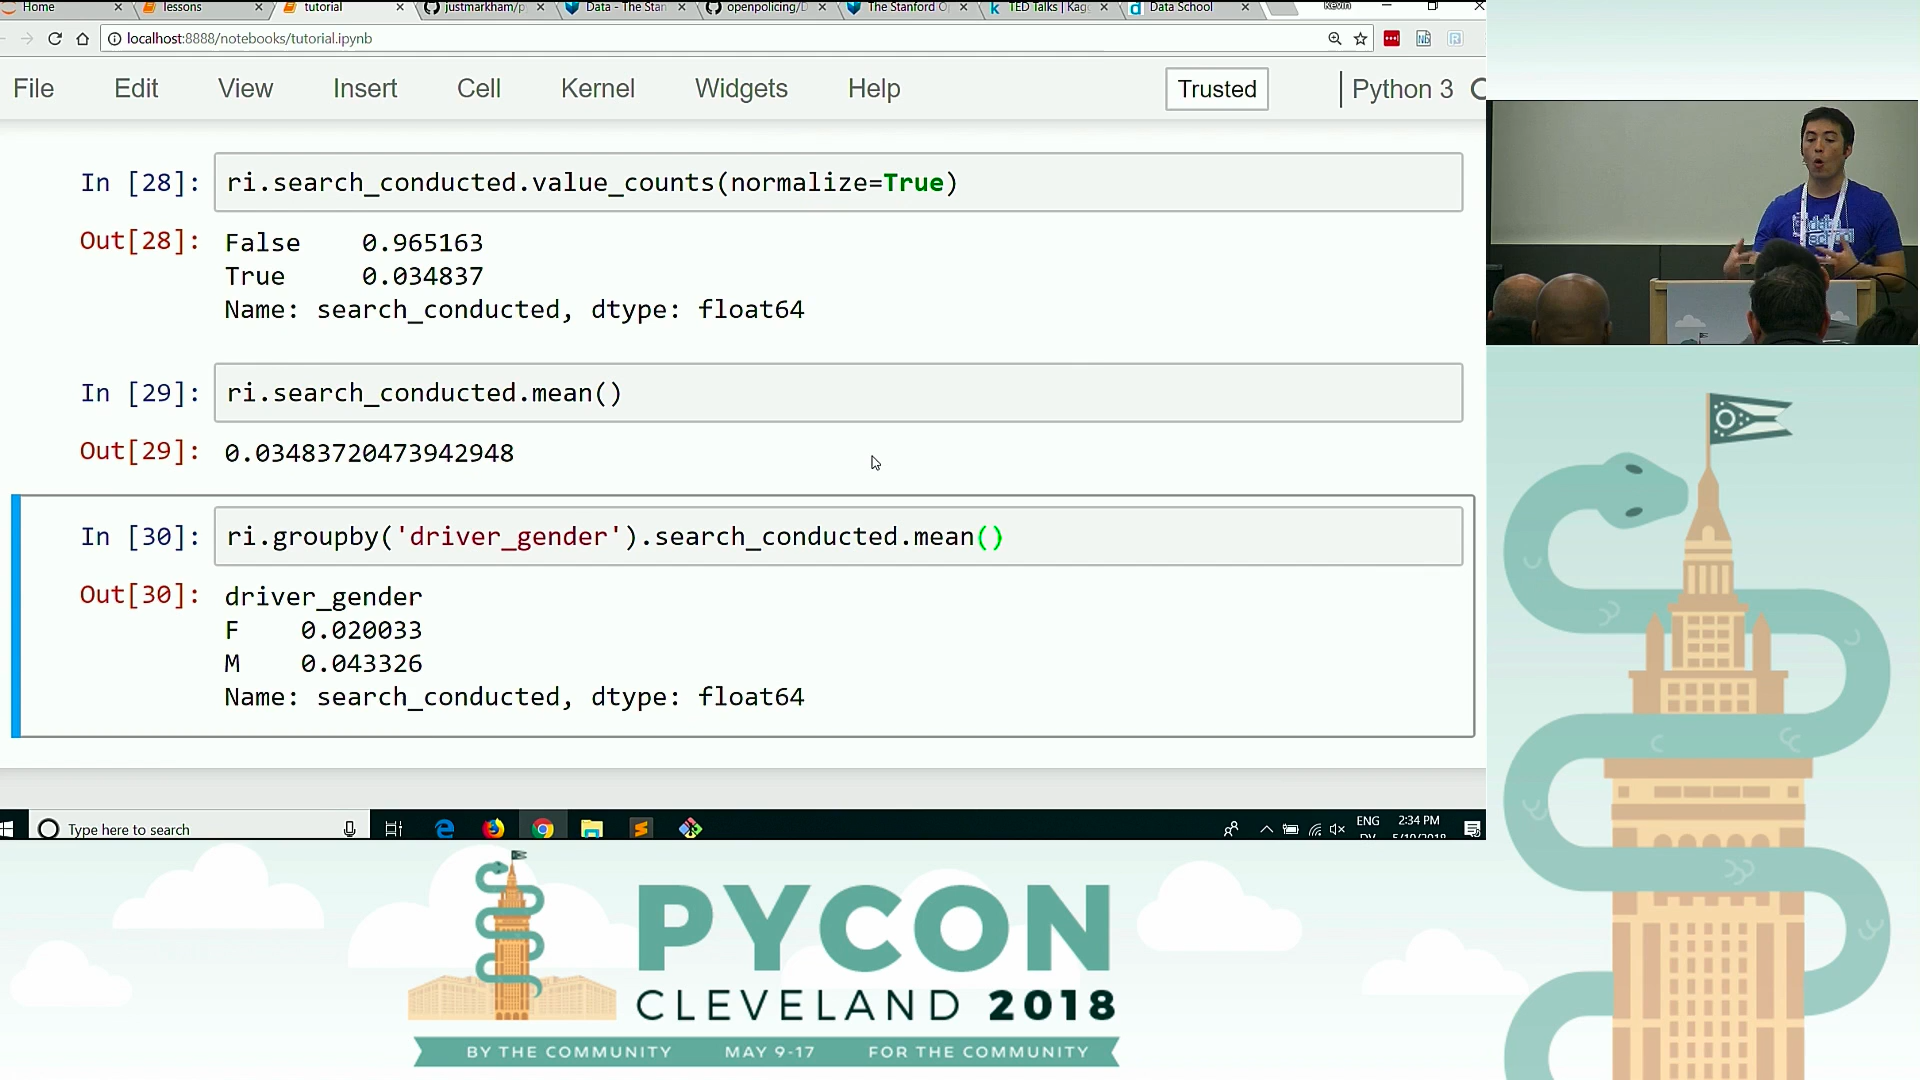 Home
lessons
tutorial
justmarkham/p
Data - The Stan
openpolicing/
The Stanford O
TED Talks | Kag
Data School
Kevin
localhost:8888/notebooks/tutorial.ipynb
File Edit View Insert Cell Kernel Widgets Help Trusted Python 3
In [28]: ri.search_conducted.value_counts(normalize=True)
Out[28]: False 0.965163
True 0.034837
Name: search_conducted, dtype: float64
In [29]: ri.search_conducted.mean()
Out[29]: 0.03483720473942948
In [30]: ri.groupby('driver_gender').search_conducted.mean()
Out[30]: driver_gender
F 0.020033
M 0.043326
Name: search_conducted, dtype: float64
Type here to search
ENG
2:34 PM
data
school
PYCON
CLEVELAND 2018
BY THE COMMUNITY MAY 9-17 FOR THE COMMUNITY